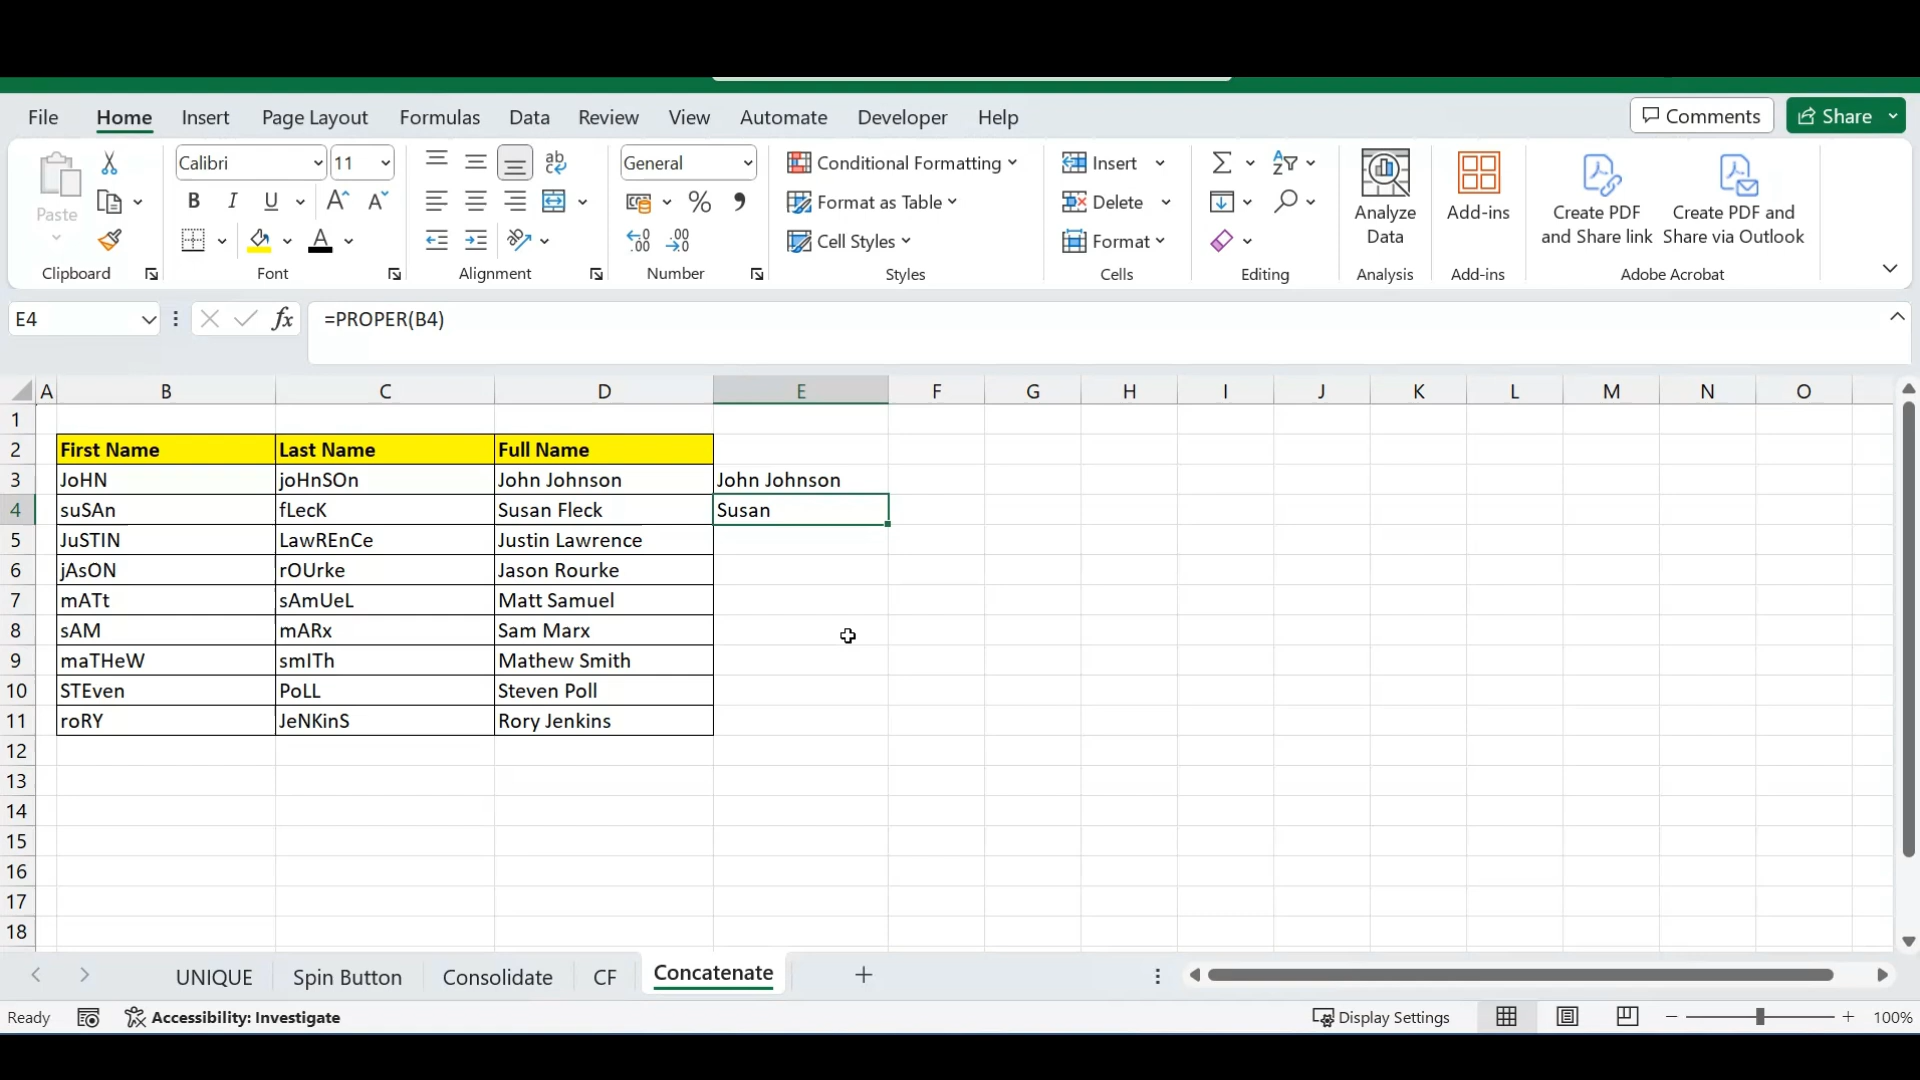 File Home Insert Page Layout Formulas Data Review View Automate Developer Help Comments Share
Calibri 11 ab General Conditional Formatting Insert
Paste B I U A A % , Format as Table Delete Analyze Data Add-ins Create PDF and Share link Create PDF and Share via Outlook
A Cell Styles Format
Clipboard Font Alignment Number Styles Cells Editing Analysis Add-ins Adobe Acrobat
E4 fx =PROPER(B4)
A B C D E F G H I J K L M N O
1
2 First Name Last Name Full Name
3 JoHN joHnSOn John Johnson John Johnson
4 suSAn fLecK Susan Fleck Susan
5 JuSTIN LawREnCe Justin Lawrence
6 jAsON rOUrke Jason Rourke
7 mATt sAmUeL Matt Samuel
8 sAM mARx Sam Marx
9 maTHeW smITh Mathew Smith
10 STEven PoLL Steven Poll
11 roRY JeNKinS Rory Jenkins
12
13
14
15
16
17
18
UNIQUE Spin Button Consolidate CF Concatenate
Ready Accessibility: Investigate Display Settings 100%